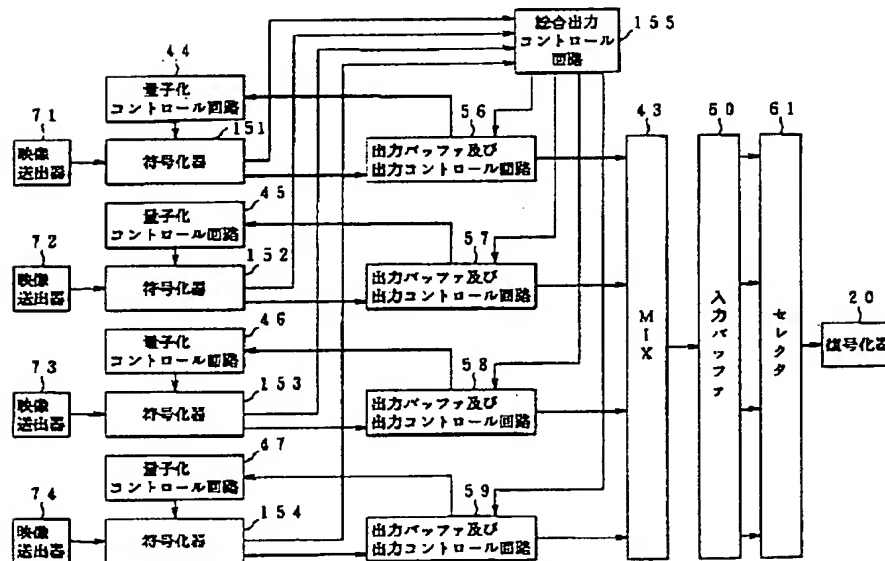 155
総合出力
コントロール
回路
44
量子化
コントロール回路
71
映像
送出器
151
符号化器
56
出力バッファ及び
出力コントロール回路
43
MIX
60
入力バッファ
61
セレクタ
45
量子化
コントロール回路
72
映像
送出器
152
符号化器
57
出力バッファ及び
出力コントロール回路
20
復号化器
46
量子化
コントロール回路
73
映像
送出器
153
符号化器
58
出力バッファ及び
出力コントロール回路
47
量子化
コントロール回路
74
映像
送出器
154
符号化器
59
出力バッファ及び
出力コントロール回路